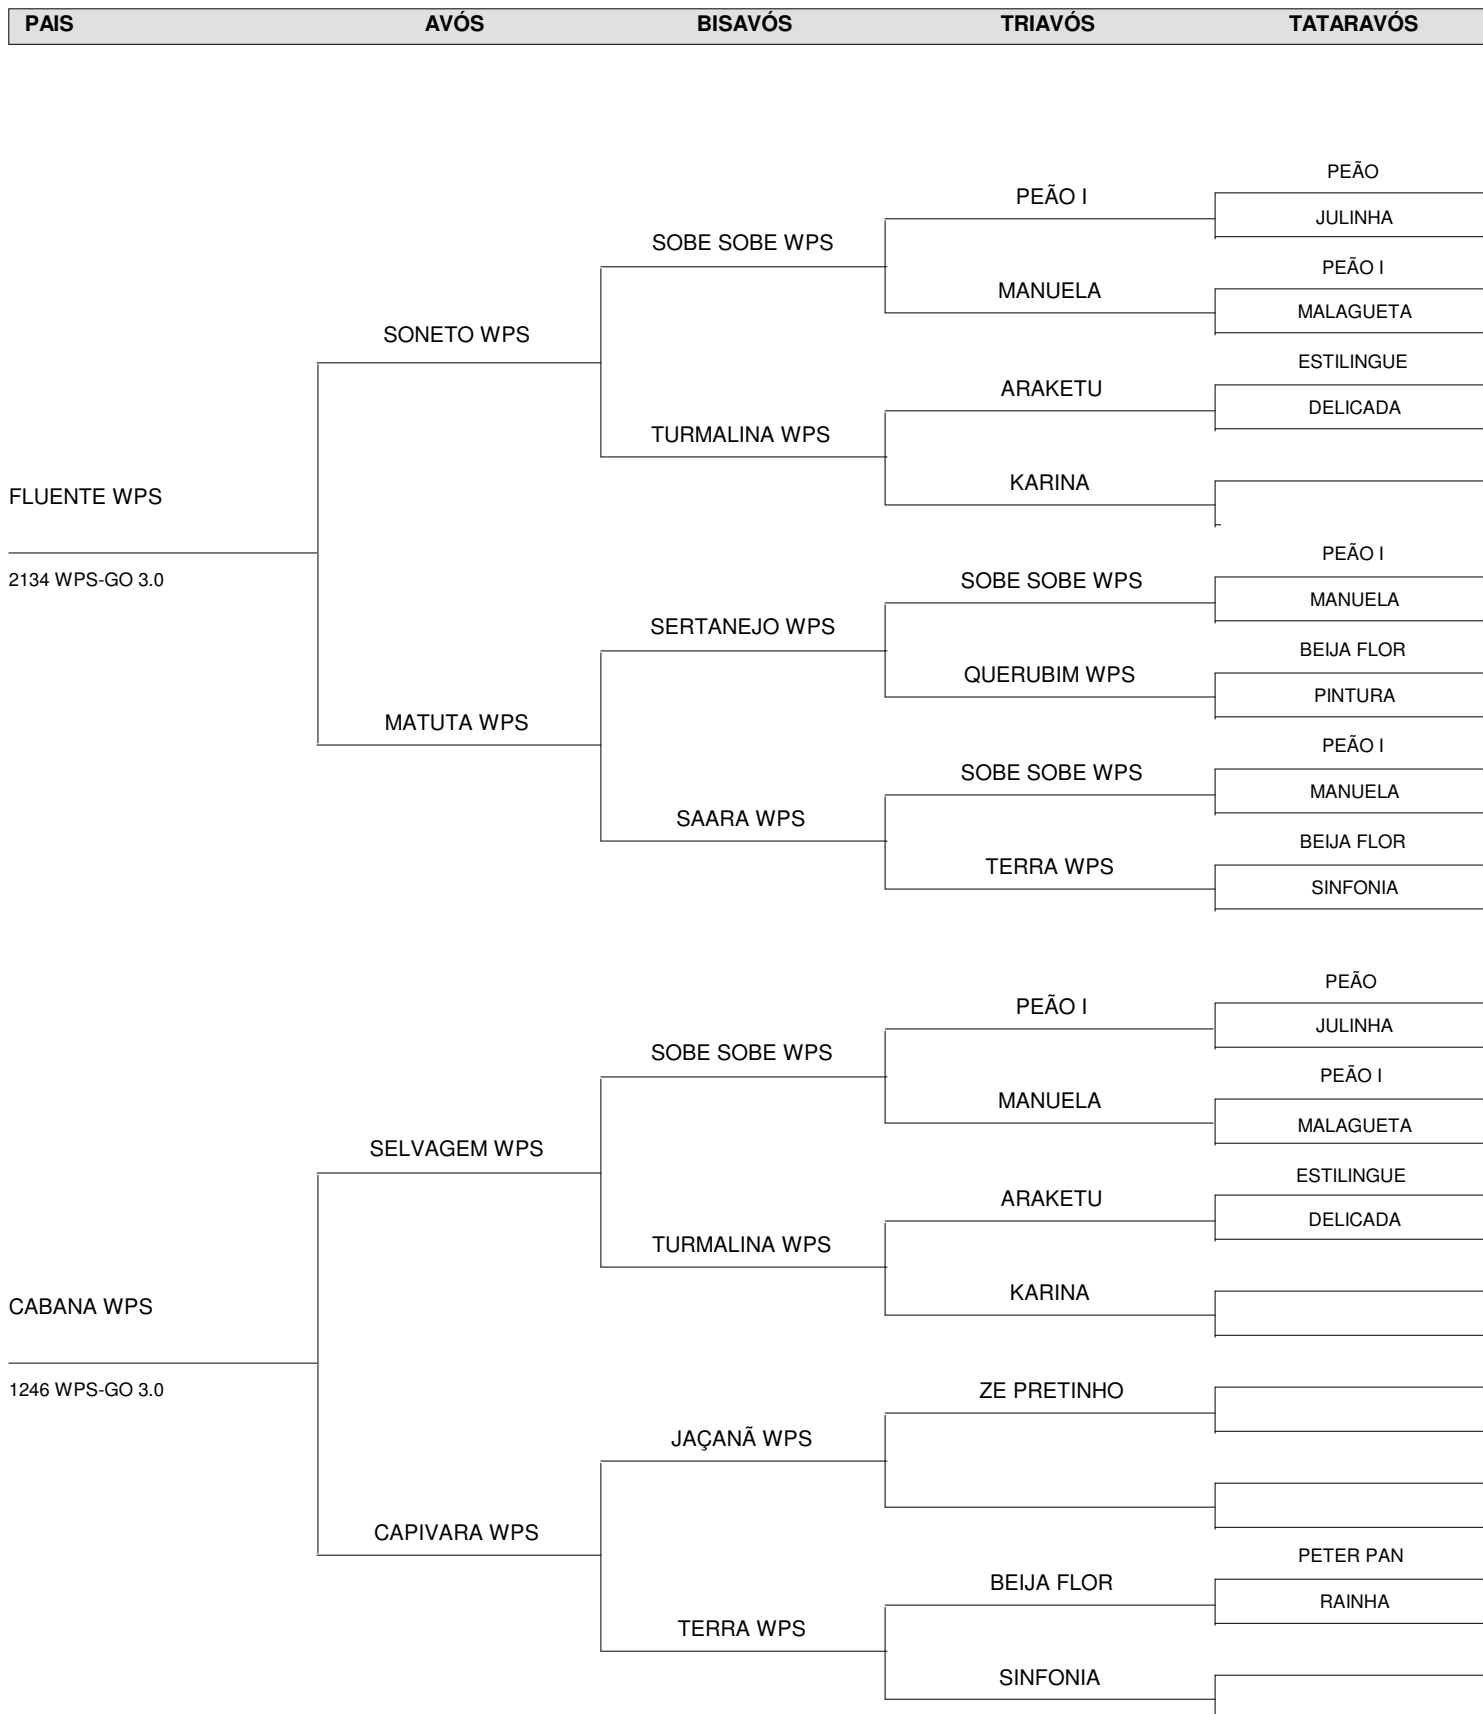 PAIS AVÓS BISAVÓS TRIAVÓS TATARAVÓS
PEÃO
PEÃO I
JULINHA
SOBE SOBE WPS
PEÃO I
MANUELA
MALAGUETA
SONETO WPS
ESTILINGUE
ARAKETU
DELICADA
TURMALINA WPS
KARINA
FLUENTE WPS
PEÃO I
2134 WPS-GO 3.0
SOBE SOBE WPS
MANUELA
SERTANEJO WPS
BEIJA FLOR
QUERUBIM WPS
PINTURA
MATUTA WPS
PEÃO I
SOBE SOBE WPS
MANUELA
SAARA WPS
BEIJA FLOR
TERRA WPS
SINFONIA
PEÃO
PEÃO I
JULINHA
SOBE SOBE WPS
PEÃO I
MANUELA
MALAGUETA
SELVAGEM WPS
ESTILINGUE
ARAKETU
DELICADA
TURMALINA WPS
KARINA
CABANA WPS
1246 WPS-GO 3.0
ZE PRETINHO
JAÇANÃ WPS
CAPIVARA WPS
PETER PAN
BEIJA FLOR
RAINHA
TERRA WPS
SINFONIA